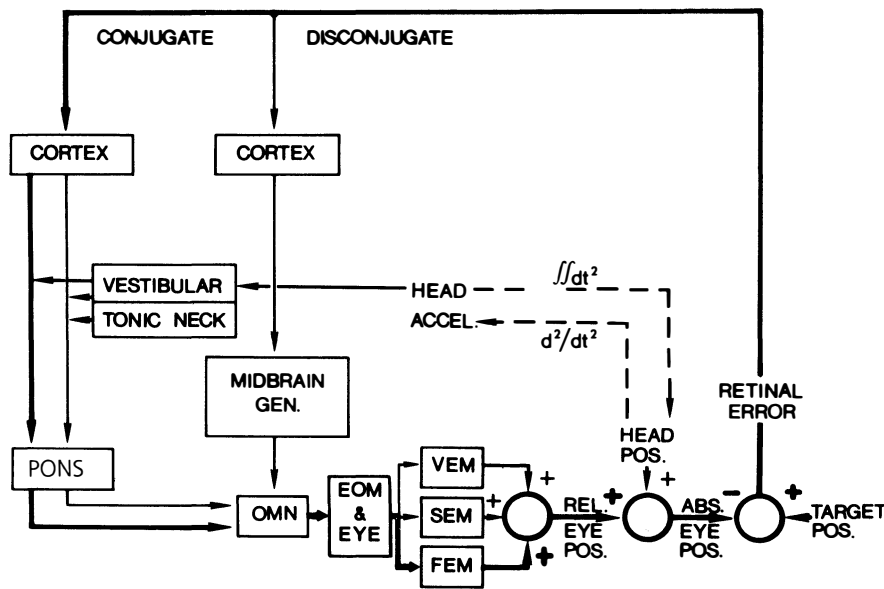 CONJUGATE
DISCONJUGATE
CORTEX
CORTEX
VESTIBULAR
TONIC NECK
HEAD
ACCEL.
∬dt²
d²/dt²
MIDBRAIN
GEN.
RETINAL
ERROR
HEAD
POS.
PONS
OMN
EOM
&
EYE
VEM
SEM
FEM
+
+
+
REL.
EYE
POS.
+
+
ABS.
EYE
POS.
-
+
TARGET
POS.